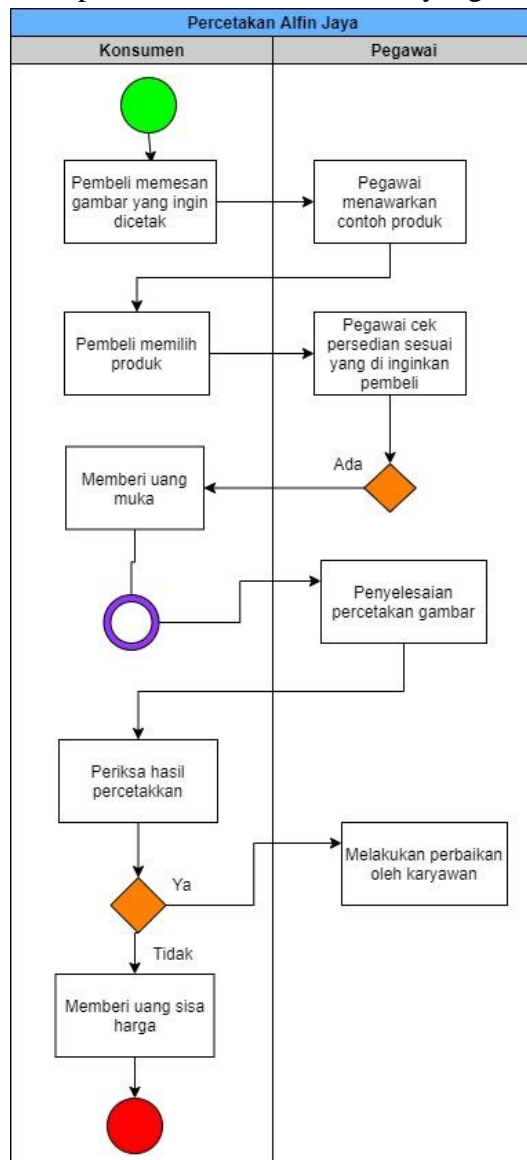 Percetakan Alfin Jaya
Konsumen
Pegawai
Pembeli memesan
gambar yang ingin
dicetak
Pegawai
menawarkan
contoh produk
Pembeli memilih
produk
Pegawai cek
persedian sesuai
yang di inginkan
pembeli
Memberi uang
muka
Ada
Penyelesaian
percetakan gambar
Periksa hasil
percetakkan
Ya
Melakukan perbaikan
oleh karyawan
Tidak
Memberi uang sisa
harga